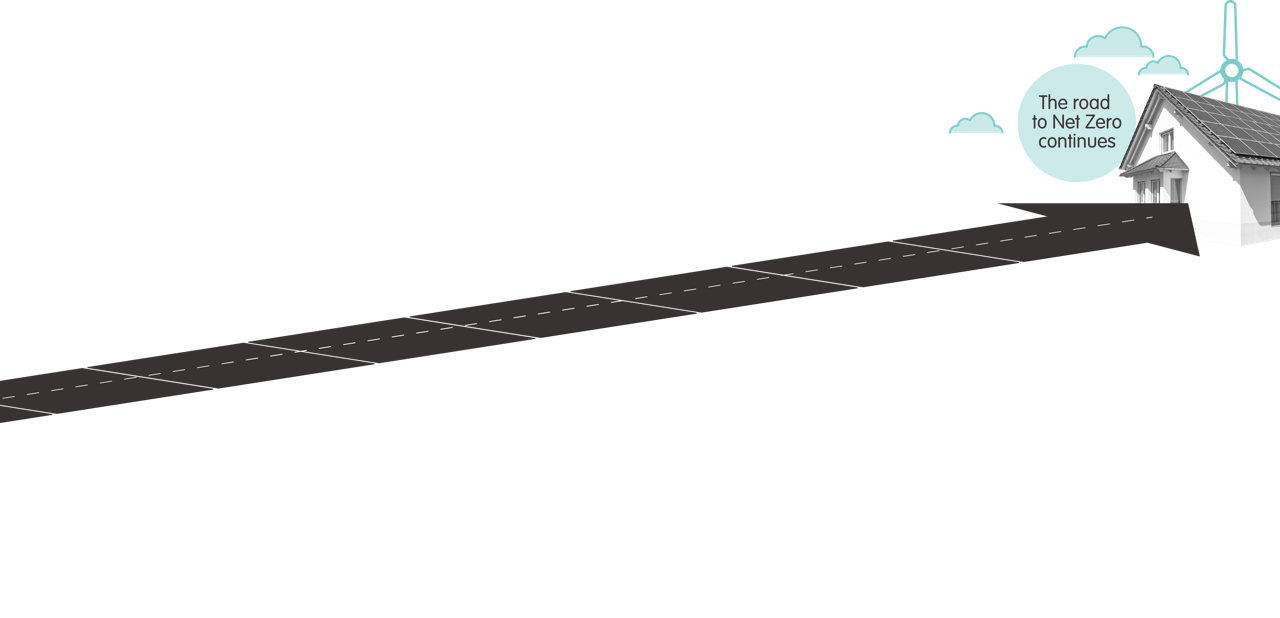 The road
to Net Zero
continues